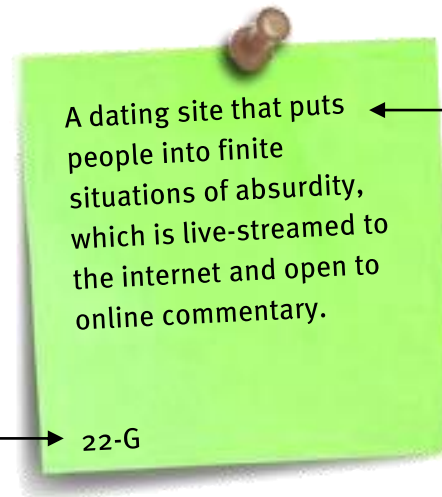 A dating site that puts
people into finite
situations of absurdity,
which is live-streamed to
the internet and open to
online commentary.
22-G